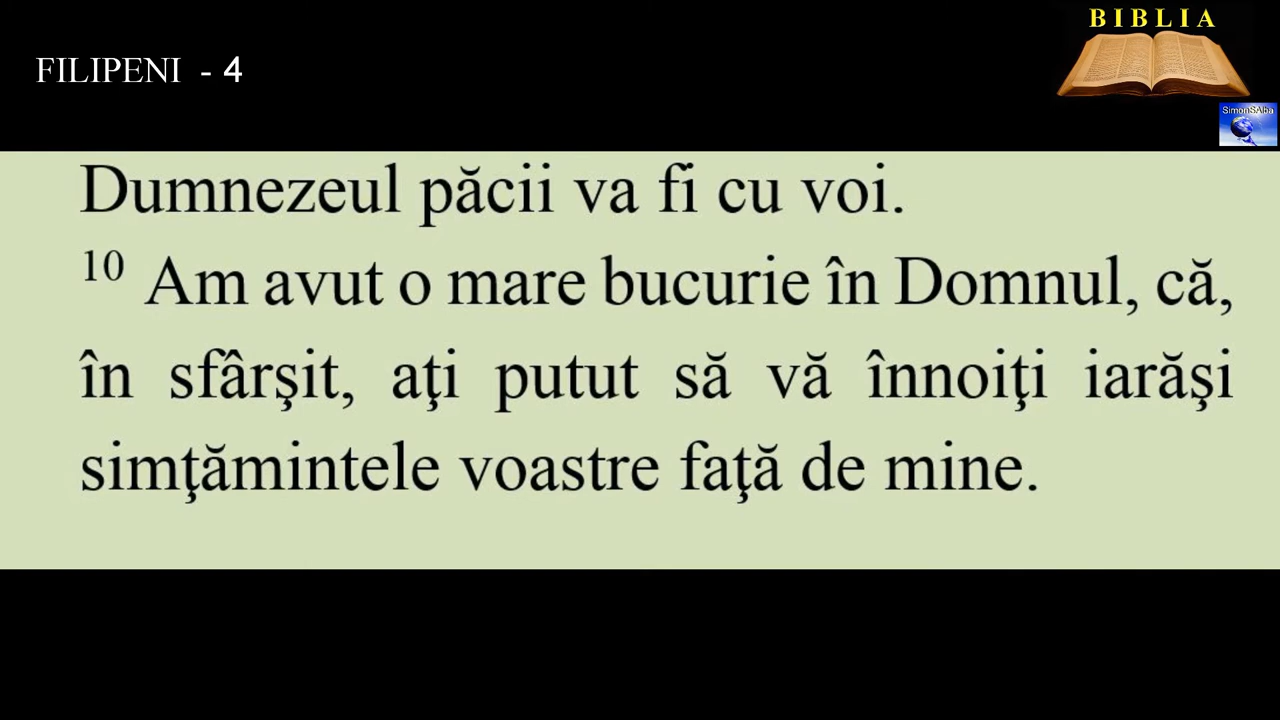 BIBLIA
FILIPENI - 4
SimonSAlba
Dumnezeul păcii va fi cu voi.
10 Am avut o mare bucurie în Domnul, că,
în sfârşit, aţi putut să vă înnoiţi iarăşi
simţămintele voastre faţă de mine.